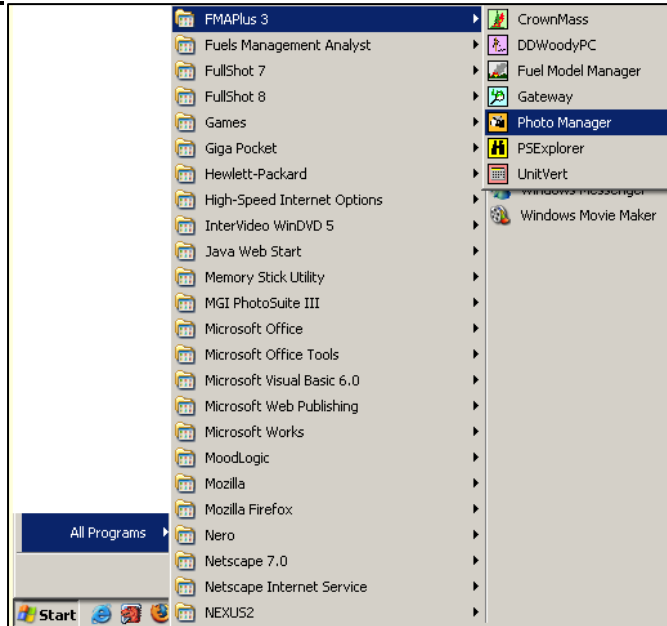 FMAPlus 3
Fuels Management Analyst
FullShot 7
FullShot 8
Games
Giga Pocket
Hewlett-Packard
High-Speed Internet Options
InterVideo WinDVD 5
Java Web Start
Memory Stick Utility
MGI PhotoSuite III
Microsoft Office
Microsoft Office Tools
Microsoft Visual Basic 6.0
Microsoft Web Publishing
Microsoft Works
MoodLogic
Mozilla
Mozilla Firefox
Nero
Netscape 7.0
Netscape Internet Service
NEXUS2
CrownMass
DDWoodyPC
Fuel Model Manager
Gateway
Photo Manager
PSExplorer
UnitVert
Windows Messenger
Windows Movie Maker
All Programs
Start